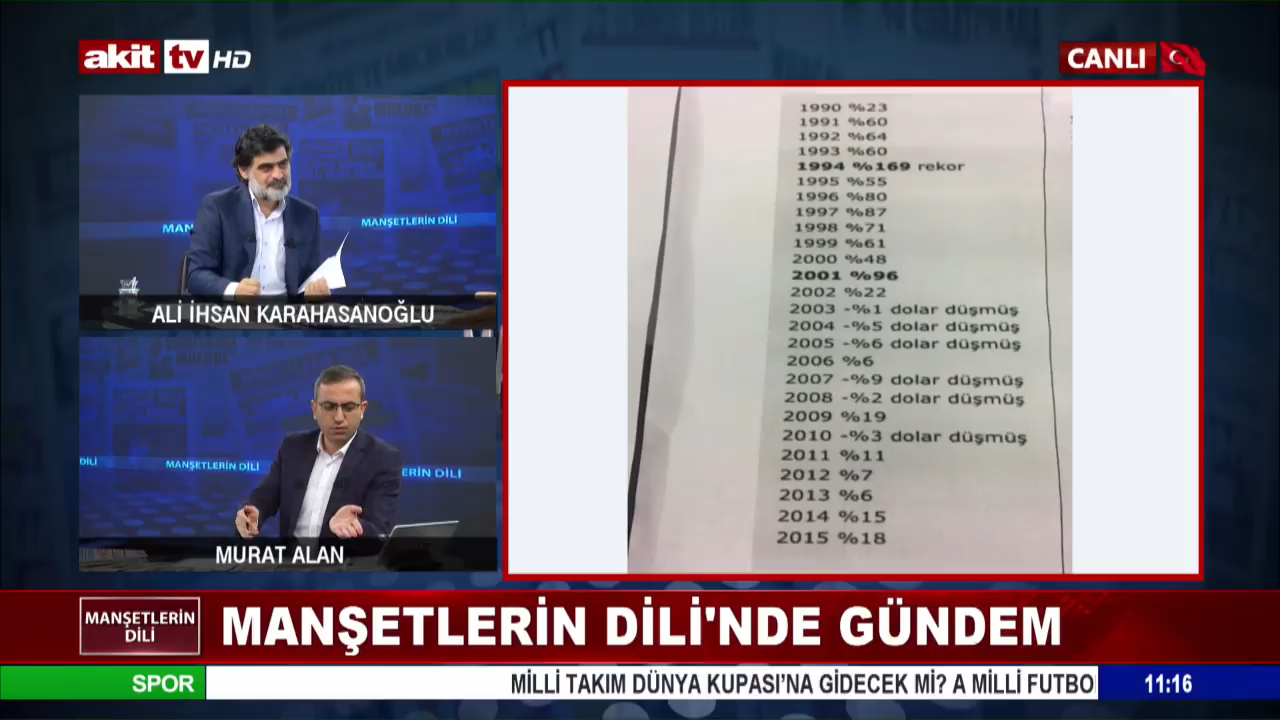 akit tv HD
CANLI
MANŞETLERİN DİLİ
ALİ İHSAN KARAHASANOĞLU
DİLİ
MANŞETLERİN DİLİ
ERİN DİLİ
MURAT ALAN
1990 %23
1991 %60
1992 %64
1993 %60
1994 %169 rekor
1995 %55
1996 %80
1997 %87
1998 %71
1999 %61
2000 %48
2001 %96
2002 %22
2003 -%1 dolar düşmüş
2004 -%5 dolar düşmüş
2005 -%6 dolar düşmüş
2006 %6
2007 -%9 dolar düşmüş
2008 -%2 dolar düşmüş
2009 %19
2010 -%3 dolar düşmüş
2011 %11
2012 %7
2013 %6
2014 %15
2015 %18
MANŞETLERİN
DİLİ
MANŞETLERİN DİLİ'NDE GÜNDEM
SPOR
MİLLİ TAKIM DÜNYA KUPASI'NA GİDECEK Mİ? A MİLLİ FUTBO
11:16